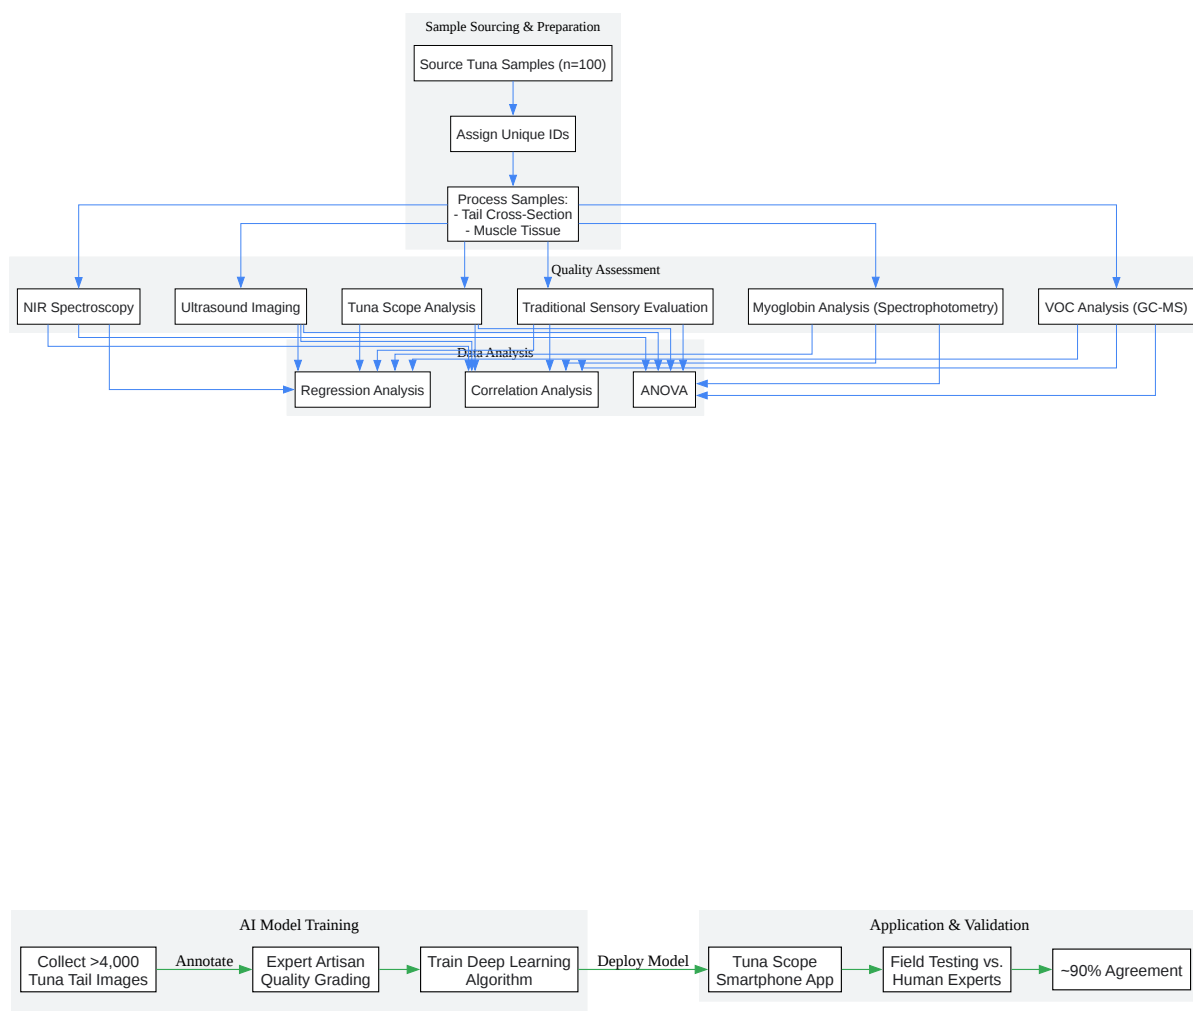 Sample Sourcing & Preparation
Source Tuna Samples (n=100)
Assign Unique IDs
Process Samples:
- Tail Cross-Section
- Muscle Tissue
Quality Assessment
NIR Spectroscopy
Ultrasound Imaging
Tuna Scope Analysis
Traditional Sensory Evaluation
Myoglobin Analysis (Spectrophotometry)
VOC Analysis (GC-MS)
Data Analysis
Regression Analysis
Correlation Analysis
ANOVA
AI Model Training
Collect >4,000
Tuna Tail Images
Annotate
Expert Artisan
Quality Grading
Train Deep Learning
Algorithm
Deploy Model
Application & Validation
Tuna Scope
Smartphone App
Field Testing vs.
Human Experts
~90% Agreement